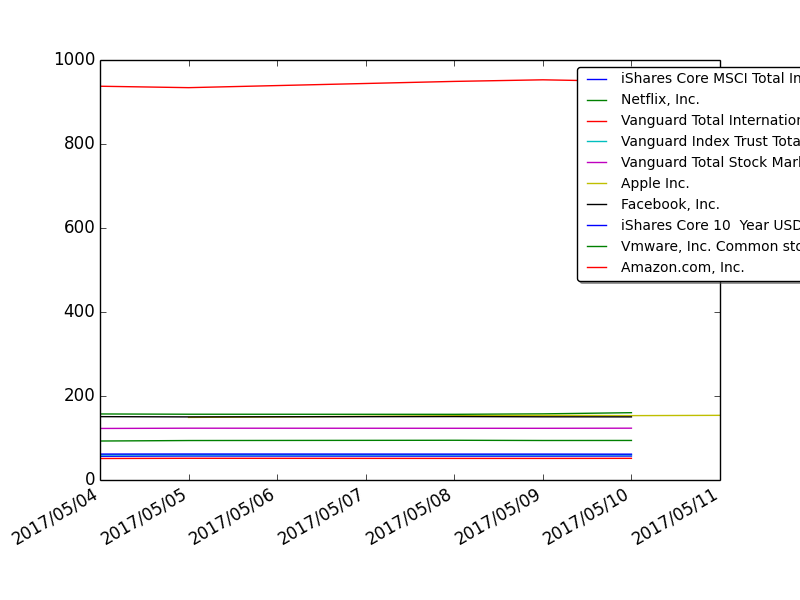 1000
800
600
400
200
0
2017/05/04
2017/05/05
2017/05/06
2017/05/07
2017/05/08
2017/05/09
2017/05/10
2017/05/11
iShares Core MSCI Total In
Netflix, Inc.
Vanguard Total Internation
Vanguard Index Trust Tota
Vanguard Total Stock Mark
Apple Inc.
Facebook, Inc.
iShares Core 10  Year USD
Vmware, Inc. Common sto
Amazon.com, Inc.